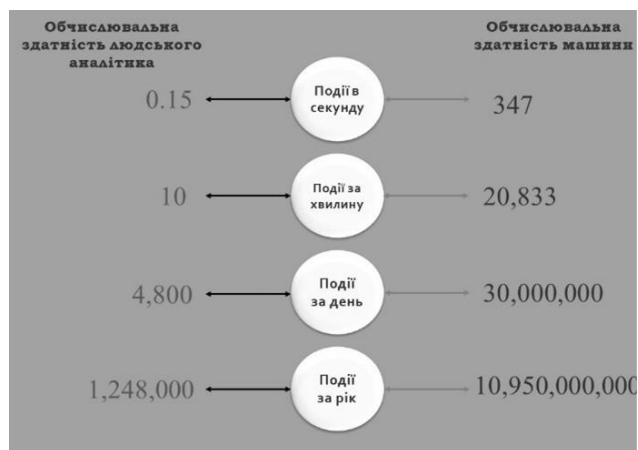 Обчислювальна
здатність людського
аналітика
Обчислювальна
здатність машини
0.15
Події в
секунду
347
10
Події за
хвилину
20,833
4,800
Події
за день
30,000,000
1,248,000
Події
за рік
10,950,000,000